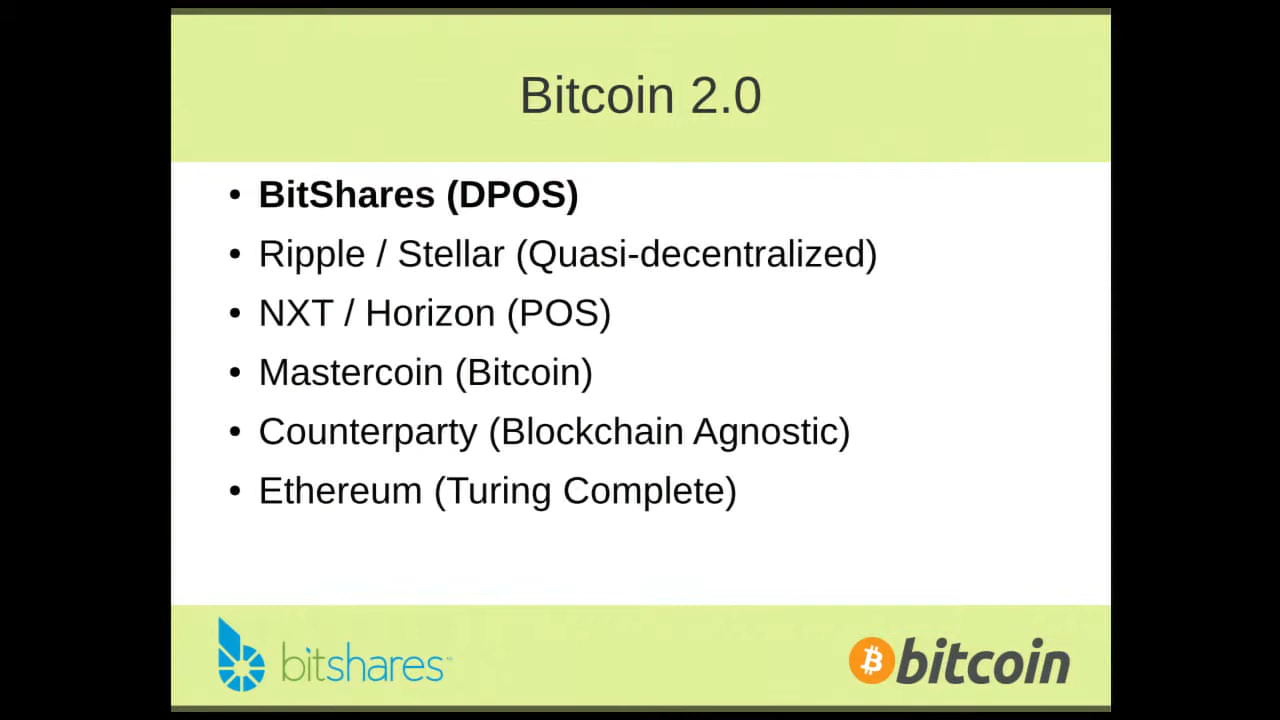 Bitcoin 2.0
• BitShares (DPOS)
• Ripple / Stellar (Quasi-decentralized)
• NXT / Horizon (POS)
• Mastercoin (Bitcoin)
• Counterparty (Blockchain Agnostic)
• Ethereum (Turing Complete)
bitshares
bitcoin